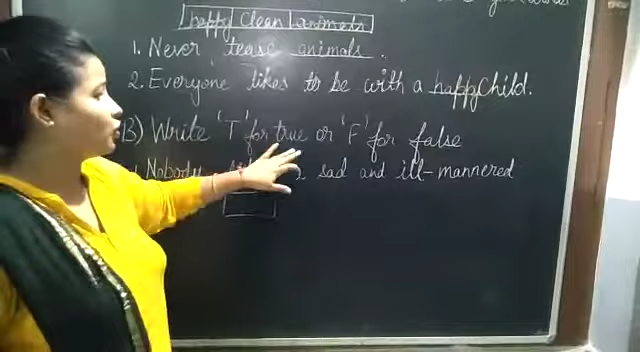 happy Clean animals
1. Never tease animals.
2. Everyone likes to be with a happy Child.
B) Write 'T' for true or 'F' for false
1. Nobody sad and ill-mannered